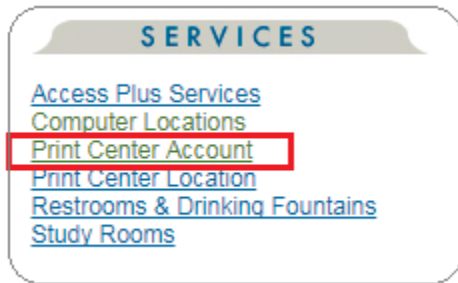 SERVICES
Access Plus Services
Computer Locations
Print Center Account
Print Center Location
Restrooms & Drinking Fountains
Study Rooms